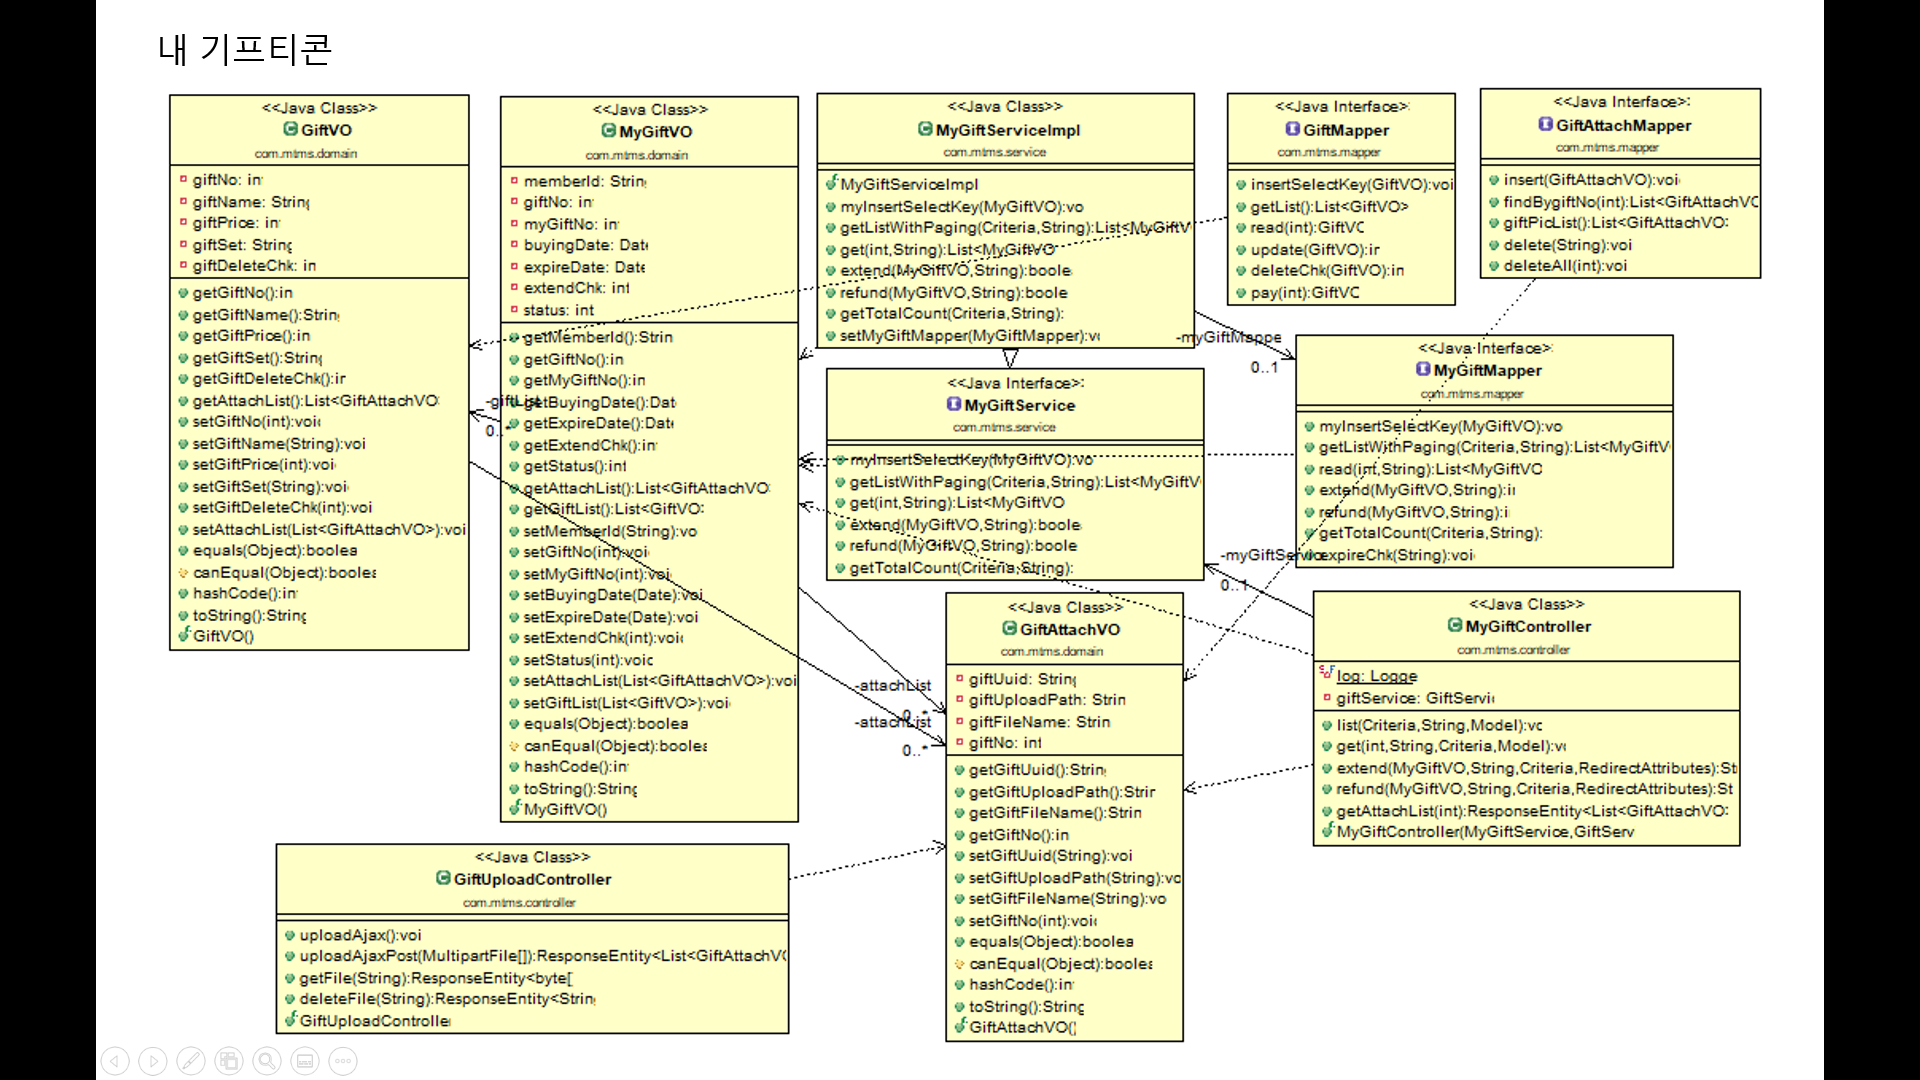 내 기프티콘
<<Java Class>>
GiftVO
com.mtms.domain
giftNo: in
giftName: String
giftPrice: in
giftSet: String
giftDeleteChk: in
getGiftNo():in
getGiftName():String
getGiftPrice():in
getGiftSet():String
getGiftDeleteChk():ir
getAttachList():List<GiftAttachVO
setGiftNo(int):voi
setGiftName(String):voi
setGiftPrice(int):voi
setGiftSet(String):voi
setGiftDeleteChk(int):voi
setAttachList(List<GiftAttachVO>):voi
equals(Object):boolea
canEqual(Object):boolea
hashCode():in
toString():String
GiftVO()
<<Java Class>>
MyGiftVO
com.mtms.domain
memberId: String
giftNo: in
myGiftNo: in
buyingDate: Date
expireDate: Date
extendChk: int
status: int
getMemberId():Strin
getGiftNo():in
getMyGiftNo():in
getBuyingDate():Dat
getExpireDate():Date
getExtendChk():in
getStatus():int
getAttachList():List<GiftAttachVO
getGiftList():List<GiftVO
setMemberId(String):vo
setGiftNo(int):voi
setMyGiftNo(int):voi
setBuyingDate(Date):voi
setExpireDate(Date):voi
setExtendChk(int):voi
setStatus(int):voic
setAttachList(List<GiftAttachVO>):voi
setGiftList(List<GiftVO>):voi
equals(Object):boolea
canEqual(Object):boolea
hashCode():in
toString():String
MyGiftVO()
<<Java Class>>
MyGiftServiceImpl
com.mtms.service
MyGiftServiceImpl
myInsertSelectKey(MyGiftVO):vo
getListWithPaging(Criteria,String):List<MyGiftV
get(int,String):List<MyGiftVO
extend(MyGiftVO,String):boole
refund(MyGiftVO,String):boole
getTotalCount(Criteria,String):
setMyGiftMapper(MyGiftMapper):v
<<Java Interface>>
GiftMapper
com.mtms.mapper
insertSelectKey(GiftVO):voi
getList():List<GiftVO>
read(int):GiftVO
update(GiftVO):ir
deleteChk(GiftVO):in
pay(int):GiftVO
<<Java Interface>>
GiftAttachMapper
com.mtms.mapper
insert(GiftAttachVO):voi
findBygiftNo(int):List<GiftAttachVO
giftPicList():List<GiftAttachVO
delete(String):voi
deleteAll(int):voi
-myGiftMappe
0..1
<<Java Interface>>
MyGiftMapper
com.mtms.mapper
myInsertSelectKey(MyGiftVO):vo
getListWithPaging(Criteria,String):List<MyGiftV
read(int,String):List<MyGiftVO
extend(MyGiftVO,String):ir
refund(MyGiftVO,String):i
getTotalCount(Criteria,String):
expireChk(String):voi
<<Java Interface>>
MyGiftService
com.mtms.service
myInsertSelectKey(MyGiftVO):vo
getListWithPaging(Criteria,String):List<MyGiftV
get(int,String):List<MyGiftVO
extend(MyGiftVO,String):boole
refund(MyGiftVO,String):boole
getTotalCount(Criteria,String):
-giftList
0..*
-myGiftService
0..1
<<Java Class>>
GiftAttachVO
com.mtms.domain
giftUuid: String
giftUploadPath: Strin
giftFileName: Strin
giftNo: int
getGiftUuid():String
getGiftUploadPath():Strir
getGiftFileName():Strin
getGiftNo():in
setGiftUuid(String):voi
setGiftUploadPath(String):vo
setGiftFileName(String):vo
setGiftNo(int):voi
equals(Object):boolea
canEqual(Object):boolea
hashCode():in
toString():String
GiftAttachVO()
-attachList
0..*
-attachList
0..*
<<Java Class>>
MyGiftController
com.mtms.controller
log: Logge
giftService: GiftServi
list(Criteria,String,Model):vc
get(int,String,Criteria,Model):v
extend(MyGiftVO,String,Criteria,RedirectAttributes):St
refund(MyGiftVO,String,Criteria,RedirectAttributes):St
getAttachList(int):ResponseEntity<List<GiftAttachVO
MyGiftController(MyGiftService,GiftServ
<<Java Class>>
GiftUploadController
com.mtms.controller
uploadAjax():voi
uploadAjaxPost(MultipartFile[]):ResponseEntity<List<GiftAttachVO
getFile(String):ResponseEntity<byte[
deleteFile(String):ResponseEntity<String
GiftUploadControlle